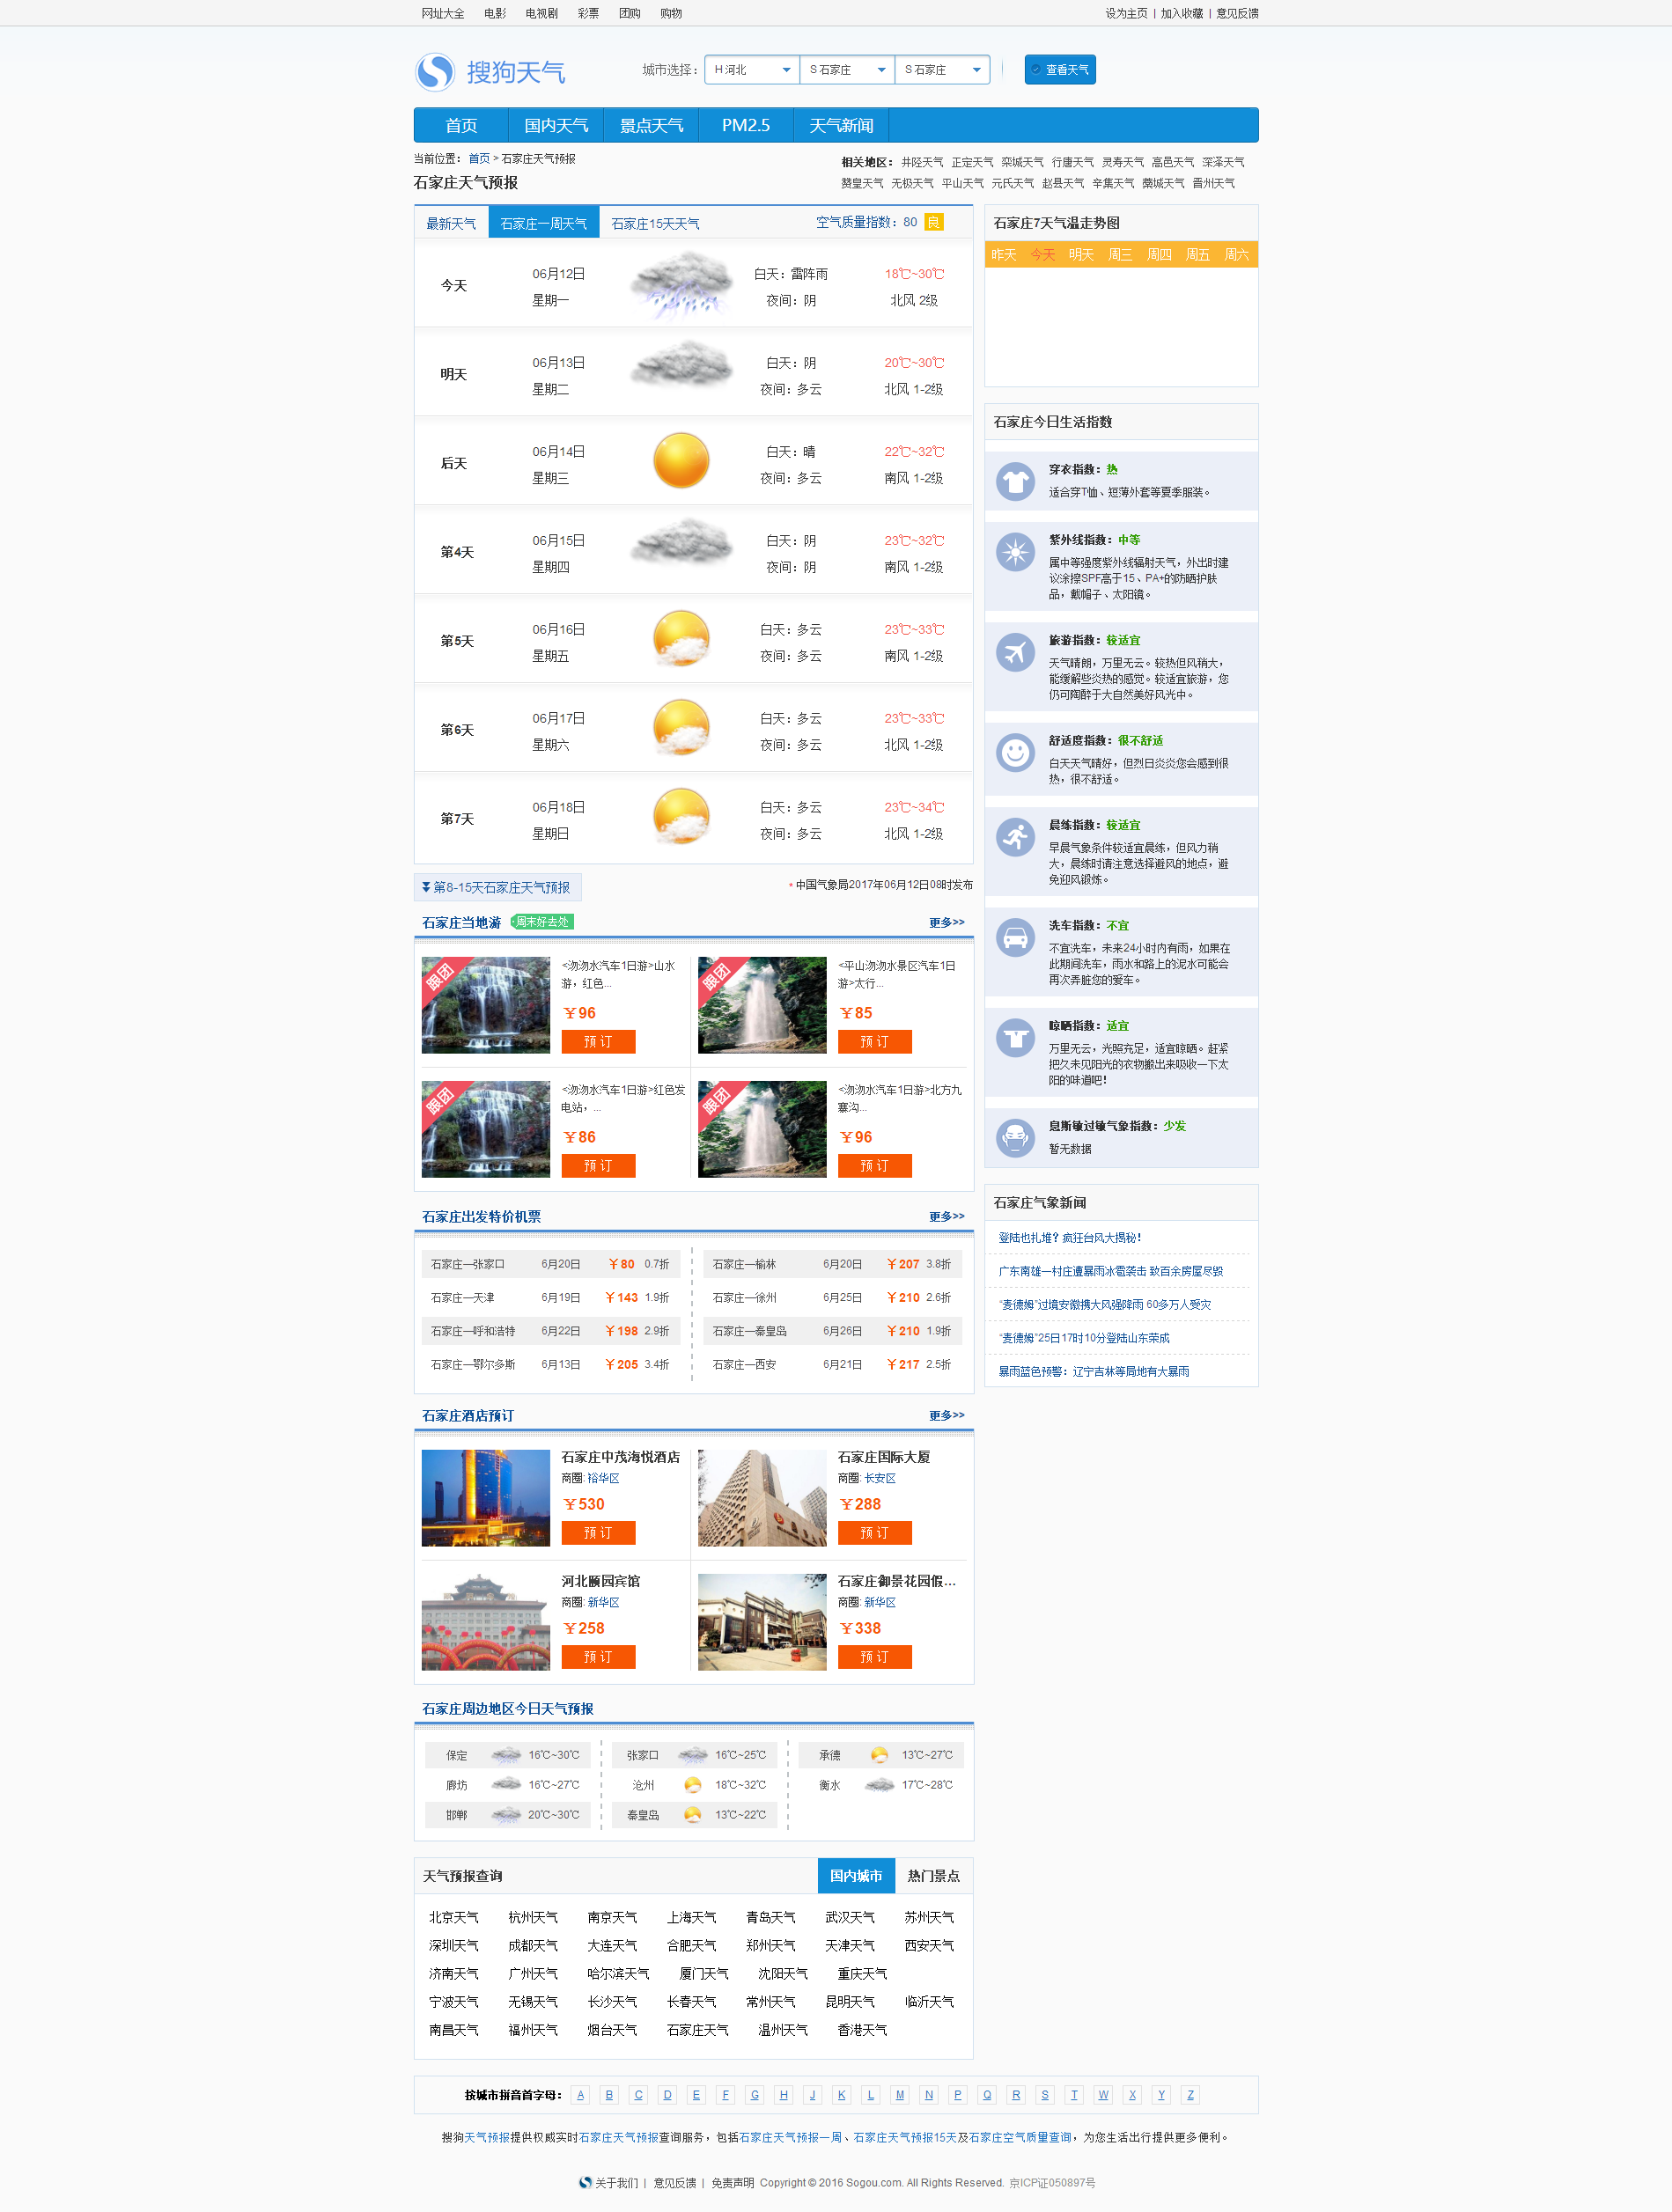 网址大全 电影 电视剧 彩票 团购 购物 设为主页 | 加入收藏 | 意见反馈
搜狗天气 城市选择： H 河北 S 石家庄 S 石家庄 查看天气
首页 国内天气 景点天气 PM2.5 天气新闻
当前位置： 首页 > 石家庄天气预报
石家庄天气预报
相关地区： 井陉天气 正定天气 栾城天气 行唐天气 灵寿天气 高邑天气 深泽天气
赞皇天气 无极天气 平山天气 元氏天气 赵县天气 辛集天气 藁城天气 晋州天气
最新天气 石家庄一周天气 石家庄15天天气 空气质量指数：80 良
今天 06月12日 白天：雷阵雨 18℃~30℃
星期一 夜间：阴 北风 2级
明天 06月13日 白天：阴 20℃~30℃
星期二 夜间：多云 北风 1-2级
后天 06月14日 白天：晴 22℃~32℃
星期三 夜间：多云 南风 1-2级
第4天 06月15日 白天：阴 23℃~32℃
星期四 夜间：阴 南风 1-2级
第5天 06月16日 白天：多云 23℃~33℃
星期五 夜间：多云 南风 1-2级
第6天 06月17日 白天：多云 23℃~33℃
星期六 夜间：多云 北风 1-2级
第7天 06月18日 白天：多云 23℃~34℃
星期日 夜间：多云 北风 1-2级
第8-15天石家庄天气预报 * 中国气象局2017年06月12日08时发布
石家庄当地游 周末好去处 更多>>
跟团 <沕沕水汽车1日游>山水
游，红色...
￥96
预 订
跟团 <平山沕沕水景区汽车1日
游>太行...
￥85
预 订
跟团 <沕沕水汽车1日游>红色发
电站，...
￥86
预 订
跟团 <沕沕水汽车1日游>北方九
寨沟...
￥96
预 订
石家庄出发特价机票 更多>>
石家庄—张家口 6月20日 ￥80 0.7折 石家庄—榆林 6月20日 ￥207 3.8折
石家庄—天津 6月19日 ￥143 1.9折 石家庄—徐州 6月25日 ￥210 2.6折
石家庄—呼和浩特 6月22日 ￥198 2.9折 石家庄—秦皇岛 6月26日 ￥210 1.9折
石家庄—鄂尔多斯 6月13日 ￥205 3.4折 石家庄—西安 6月21日 ￥217 2.5折
石家庄酒店预订 更多>>
石家庄中茂海悦酒店
商圈: 裕华区
￥530
预 订
石家庄国际大厦
商圈: 长安区
￥288
预 订
河北颐园宾馆
商圈: 新华区
￥258
预 订
石家庄御景花园假...
商圈: 新华区
￥338
预 订
石家庄周边地区今日天气预报
保定 16℃~30℃ 张家口 16℃~25℃ 承德 13℃~27℃
廊坊 16℃~27℃ 沧州 18℃~32℃ 衡水 17℃~28℃
邯郸 20℃~30℃ 秦皇岛 13℃~22℃
天气预报查询 国内城市 热门景点
北京天气 杭州天气 南京天气 上海天气 青岛天气 武汉天气 苏州天气
深圳天气 成都天气 大连天气 合肥天气 郑州天气 天津天气 西安天气
济南天气 广州天气 哈尔滨天气 厦门天气 沈阳天气 重庆天气
宁波天气 无锡天气 长沙天气 长春天气 常州天气 昆明天气 临沂天气
南昌天气 福州天气 烟台天气 石家庄天气 温州天气 香港天气
石家庄7天气温走势图
昨天 今天 明天 周三 周四 周五 周六
石家庄今日生活指数
穿衣指数：热
适合穿T恤、短薄外套等夏季服装。
紫外线指数：中等
属中等强度紫外线辐射天气，外出时建
议涂擦SPF高于15、PA+的防晒护肤
品，戴帽子、太阳镜。
旅游指数：较适宜
天气晴朗，万里无云。较热但风稍大，
能缓解些炎热的感觉。较适宜旅游，您
仍可陶醉于大自然美好风光中。
舒适度指数：很不舒适
白天天气晴好，但烈日炎炎您会感到很
热，很不舒适。
晨练指数：较适宜
早晨气象条件较适宜晨练，但风力稍
大，晨练时请注意选择避风的地点，避
免迎风锻炼。
洗车指数：不宜
不宜洗车，未来24小时内有雨，如果在
此期间洗车，雨水和路上的泥水可能会
再次弄脏您的爱车。
晾晒指数：适宜
万里无云，光照充足，适宜晾晒。赶紧
把久未见阳光的衣物搬出来吸收一下太
阳的味道吧！
息斯敏过敏气象指数：少发
暂无数据
石家庄气象新闻
登陆也扎堆？疯狂台风大揭秘！
广东南雄一村庄遭暴雨冰雹袭击 致百余房屋尽毁
“麦德姆”过境安徽携大风强降雨 60多万人受灾
“麦德姆”25日17时10分登陆山东荣成
暴雨蓝色预警：辽宁吉林等局地有大暴雨
按城市拼音首字母： A B C D E F G H J K L M N P Q R S T W X Y Z
搜狗天气预报提供权威实时石家庄天气预报查询服务，包括石家庄天气预报一周、石家庄天气预报15天及石家庄空气质量查询，为您生活出行提供更多便利。
关于我们 | 意见反馈 | 免责声明 Copyright © 2016 Sogou.com. All Rights Reserved. 京ICP证050897号